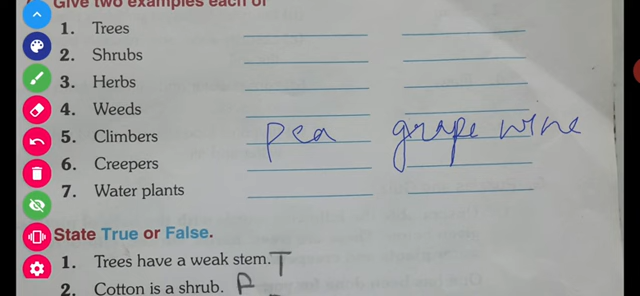 Give two examples each of
1. Trees
2. Shrubs
3. Herbs
4. Weeds
5. Climbers pea grape wine
6. Creepers
7. Water plants
State True or False.
1. Trees have a weak stem. T
2. Cotton is a shrub.